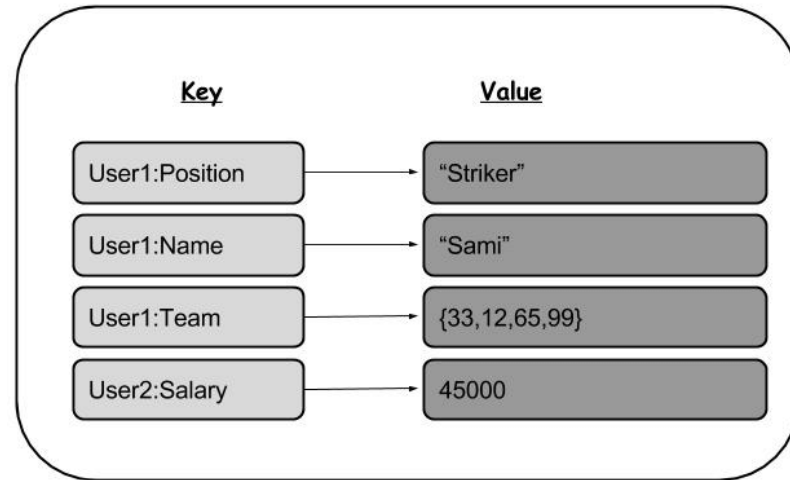 Key Value
User1:Position “Striker”
User1:Name “Sami”
User1:Team {33,12,65,99}
User2:Salary 45000